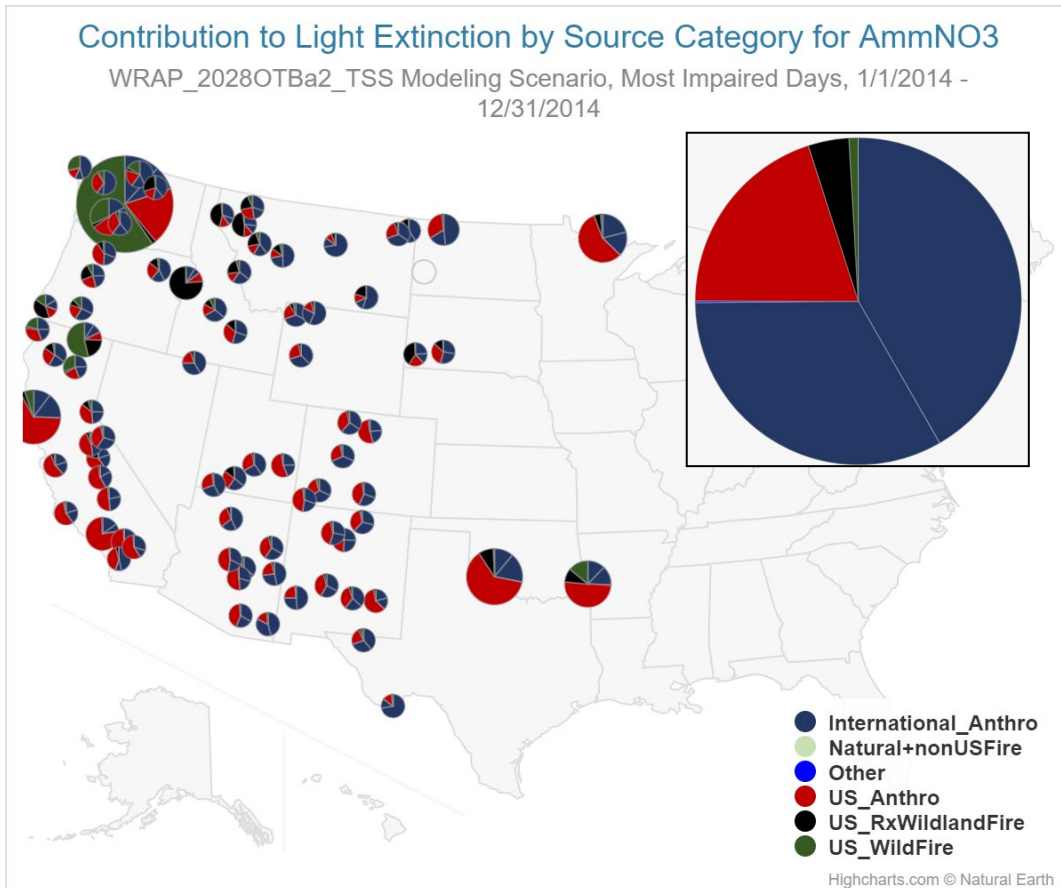 Contribution to Light Extinction by Source Category for AmmNO3
WRAP_2028OTBa2_TSS Modeling Scenario, Most Impaired Days, 1/1/2014 -
12/31/2014
International_Anthro
Natural+nonUSFire
Other
US_Anthro
US_RxWildlandFire
US_WildFire
Highcharts.com © Natural Earth